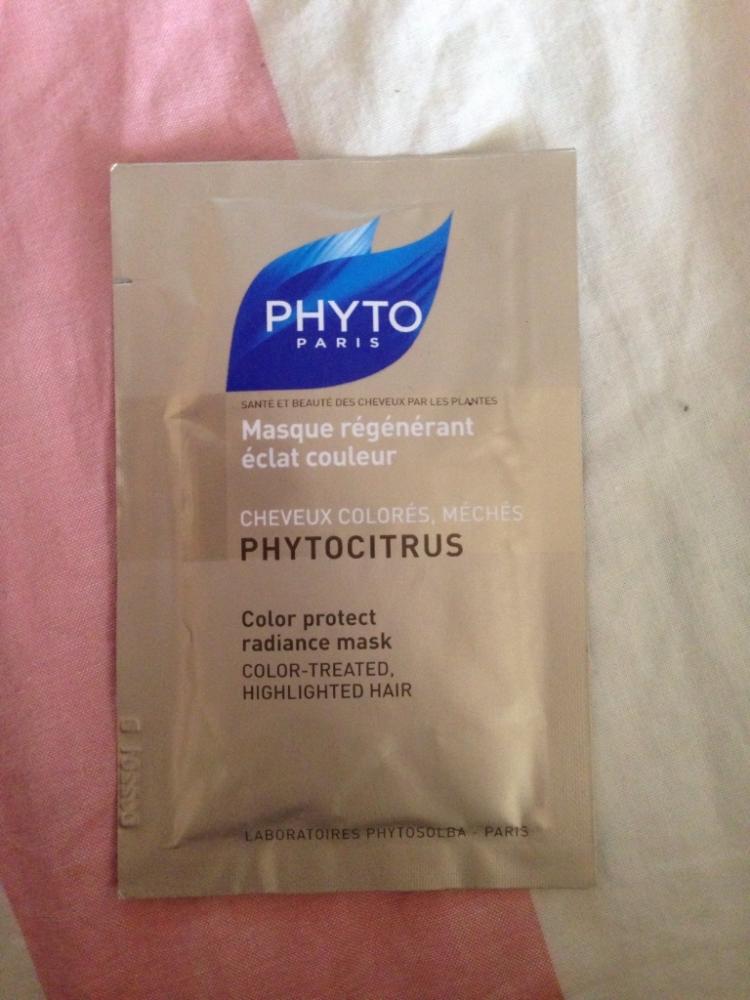 PHYTO
PARIS
SANTÉ ET BEAUTÉ DES CHEVEUX PAR LES PLANTES
Masque régénérant
éclat couleur
CHEVEUX COLORÉS, MÉCHÉS
PHYTOCITRUS
Color protect
radiance mask
COLOR-TREATED,
HIGHLIGHTED HAIR
LABORATOIRES PHYTOSOLBA - PARIS